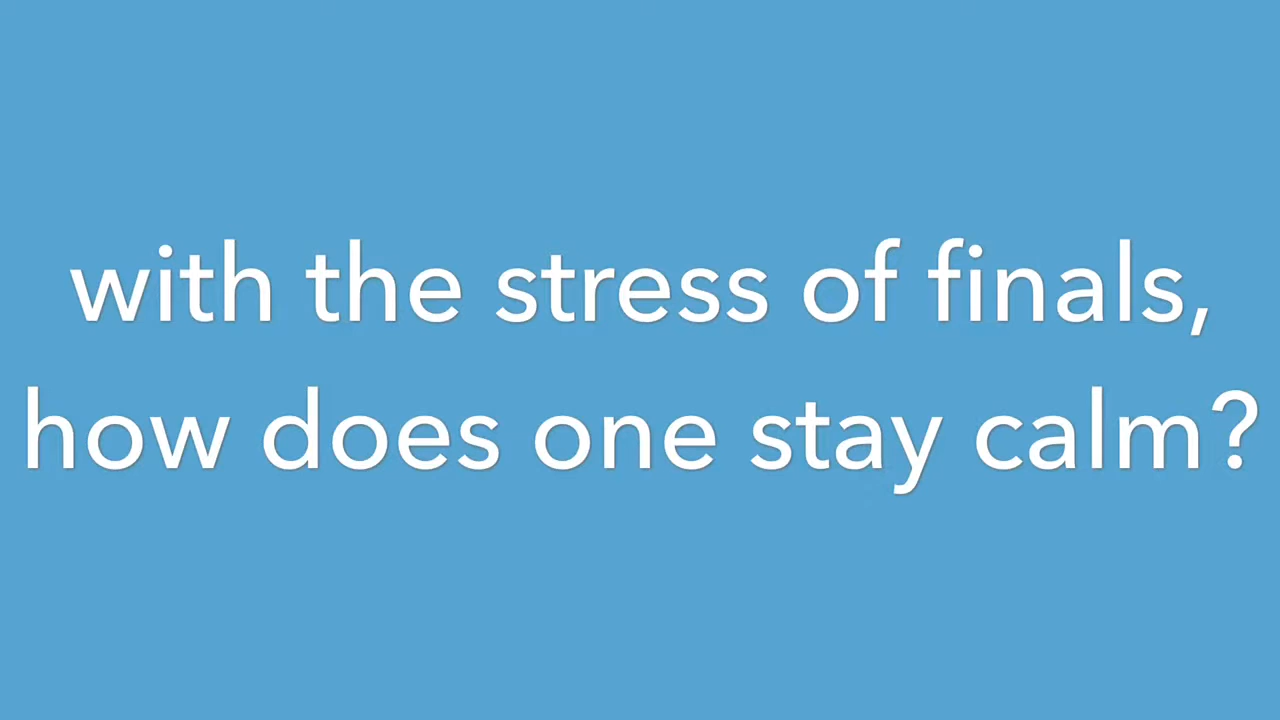 with the stress of finals,
how does one stay calm?